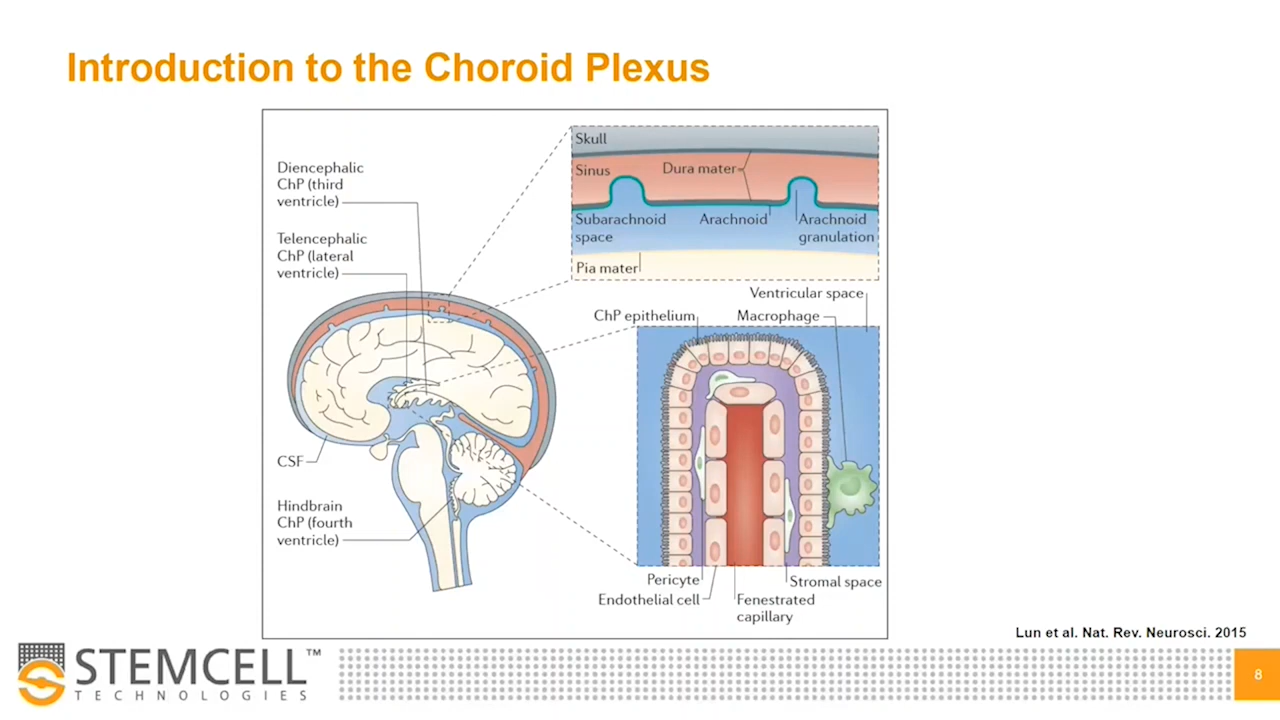 Introduction to the Choroid Plexus
Diencephalic
ChP (third
ventricle)
Telencephalic
ChP (lateral
ventricle)
CSF
Hindbrain
ChP (fourth
ventricle)
Skull
Sinus
Dura mater
Subarachnoid
space
Arachnoid
Arachnoid
granulation
Pia mater
Ventricular space
ChP epithelium
Macrophage
Pericyte
Stromal space
Endothelial cell
Fenestrated
capillary
Lun et al. Nat. Rev. Neurosci. 2015
STEMCELL™
TECHNOLOGIES
8